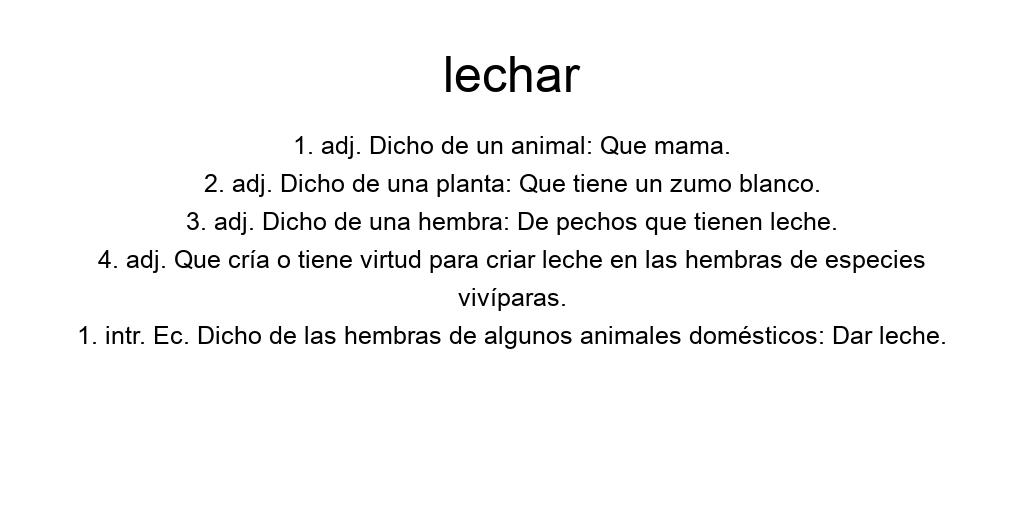 lechar
1. adj. Dicho de un animal: Que mama.
2. adj. Dicho de una planta: Que tiene un zumo blanco.
3. adj. Dicho de una hembra: De pechos que tienen leche.
4. adj. Que cría o tiene virtud para criar leche en las hembras de especies
vivíparas.
1. intr. Ec. Dicho de las hembras de algunos animales domésticos: Dar leche.